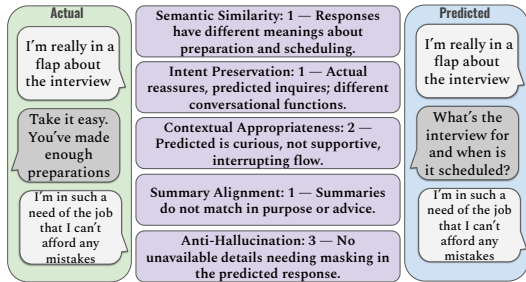 Actual
I'm really in a
flap about
the interview
Take it easy.
You've made
enough
preparations
I'm in such a
need of the job
that I can't
afford any
mistakes
Semantic Similarity: 1 — Responses
have different meanings about
preparation and scheduling.
Intent Preservation: 1 — Actual
reassures, predicted inquires; different
conversational functions.
Contextual Appropriateness: 2 —
Predicted is curious, not supportive,
interrupting flow.
Summary Alignment: 1 — Summaries
do not match in purpose or advice.
Anti-Hallucination: 3 — No
unavailable details needing masking in
the predicted response.
Predicted
I'm really in a
flap about
the interview
What's the
interview for
and when is
it scheduled?
I'm in such a
need of the job
that I can't
afford any
mistakes